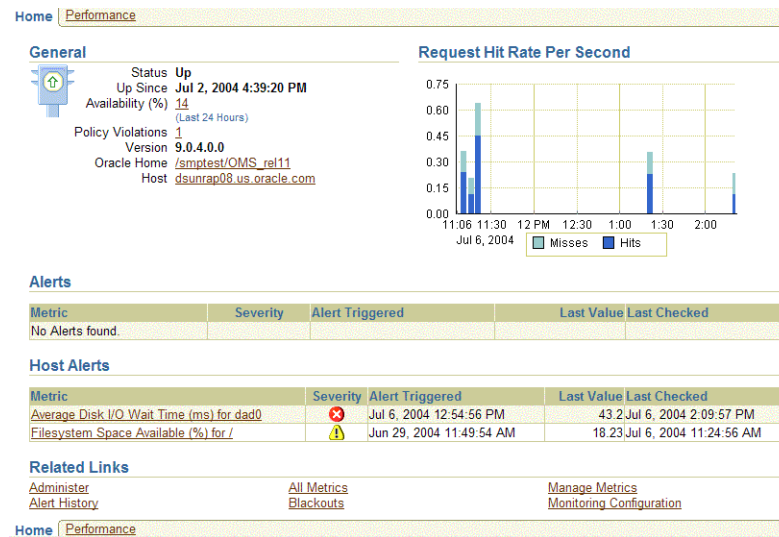 Home Performance
General
Status Up
Up Since Jul 2, 2004 4:39:20 PM
Availability (%) 14
(Last 24 Hours)
Policy Violations 1
Version 9.0.4.0.0
Oracle Home /smptest/OMS_rel11
Host dsunrap08.us.oracle.com
Request Hit Rate Per Second
0.75
0.60
0.45
0.30
0.15
0.00
11:06 11:30 12 PM 12:30 1:00 1:30 2:00
Jul 6, 2004
Misses Hits
Alerts
Metric Severity Alert Triggered Last Value Last Checked
No Alerts found.
Host Alerts
Metric Severity Alert Triggered Last Value Last Checked
Average Disk I/O Wait Time (ms) for dad0 Jul 6, 2004 12:54:56 PM 43.2 Jul 6, 2004 2:09:57 PM
Filesystem Space Available (%) for / Jun 29, 2004 11:49:54 AM 18.23 Jul 6, 2004 11:24:56 AM
Related Links
Administer All Metrics Manage Metrics
Alert History Blackouts Monitoring Configuration
Home Performance